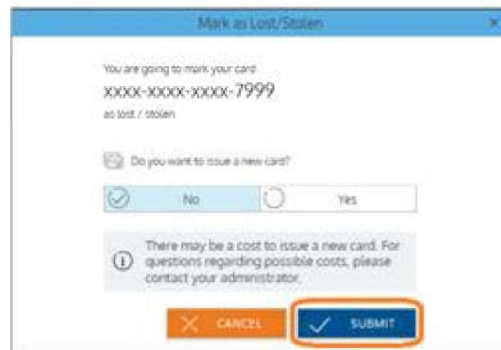 Mark as Lost/Stolen
You are going to mark your card
xxxx-xxxx-xxxx-7999
as lost / stolen
Do you want to issue a new card?
No
Yes
There may be a cost to issue a new card. For
questions regarding possible costs, please
contact your administrator.
CANCEL
SUBMIT